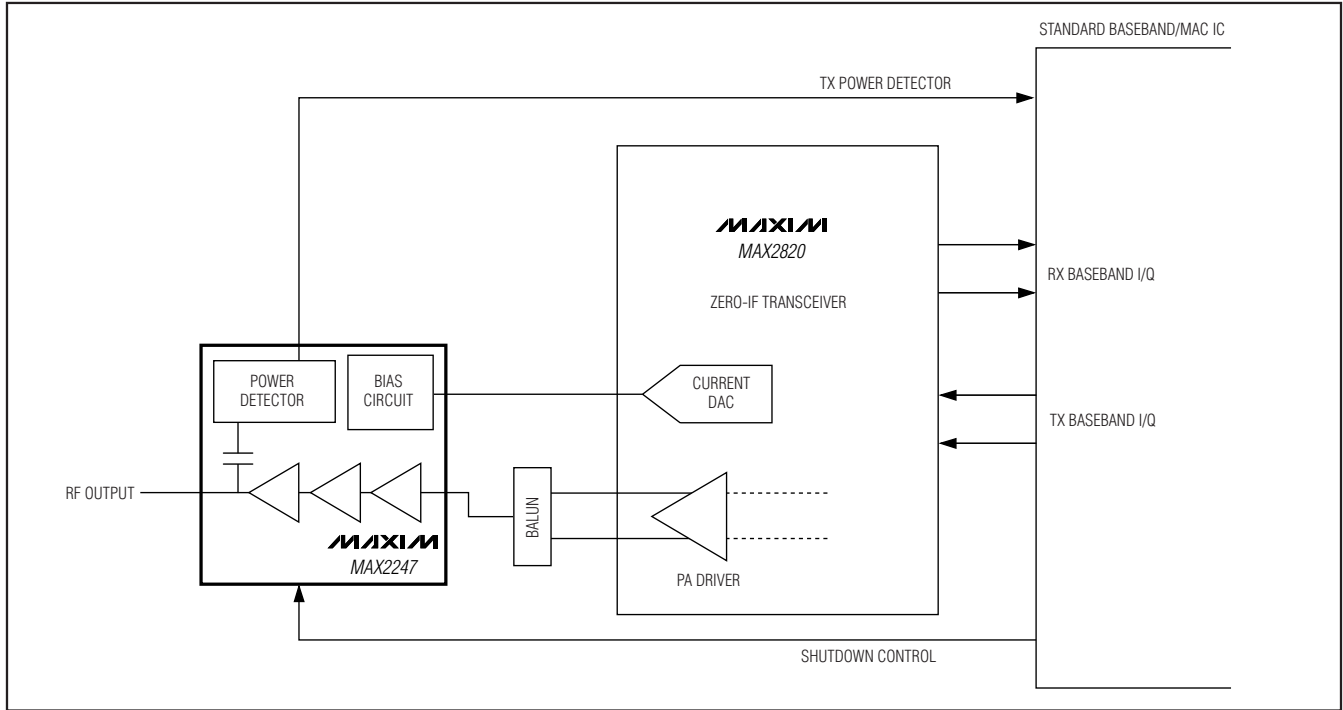 STANDARD BASEBAND/MAC IC
TX POWER DETECTOR
MAXIM
MAX2820
ZERO-IF TRANSCEIVER
RX BASEBAND I/Q
POWER
DETECTOR
BIAS
CIRCUIT
CURRENT
DAC
TX BASEBAND I/Q
RF OUTPUT
BALUN
MAXIM
MAX2247
PA DRIVER
SHUTDOWN CONTROL